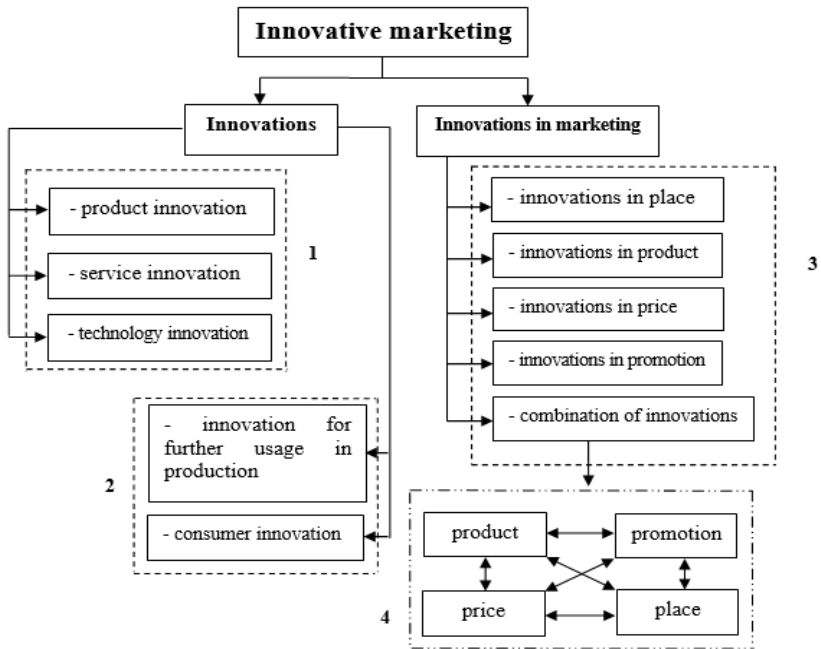 Innovative marketing
Innovations
Innovations in marketing
- product innovation
- service innovation
- technology innovation
1
- innovation for
further usage in
production
- consumer innovation
2
- innovations in place
- innovations in product
- innovations in price
- innovations in promotion
- combination of innovations
3
product
promotion
price
place
4